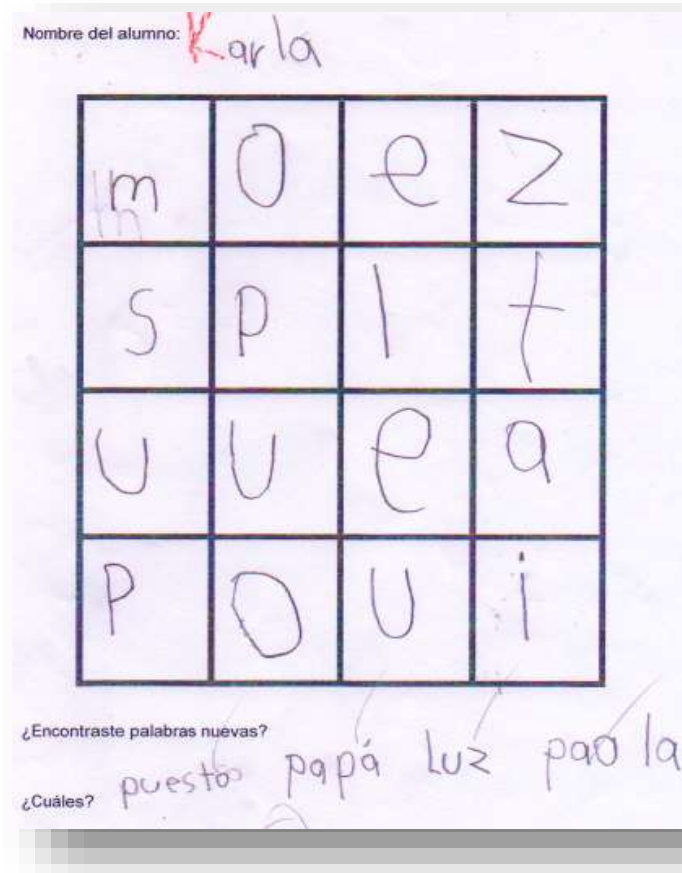 Nombre del alumno: Karla
m o e z
s p l t
u u e a
p o u i
¿Encontraste palabras nuevas?
¿Cuáles? puesto papá Luz paola